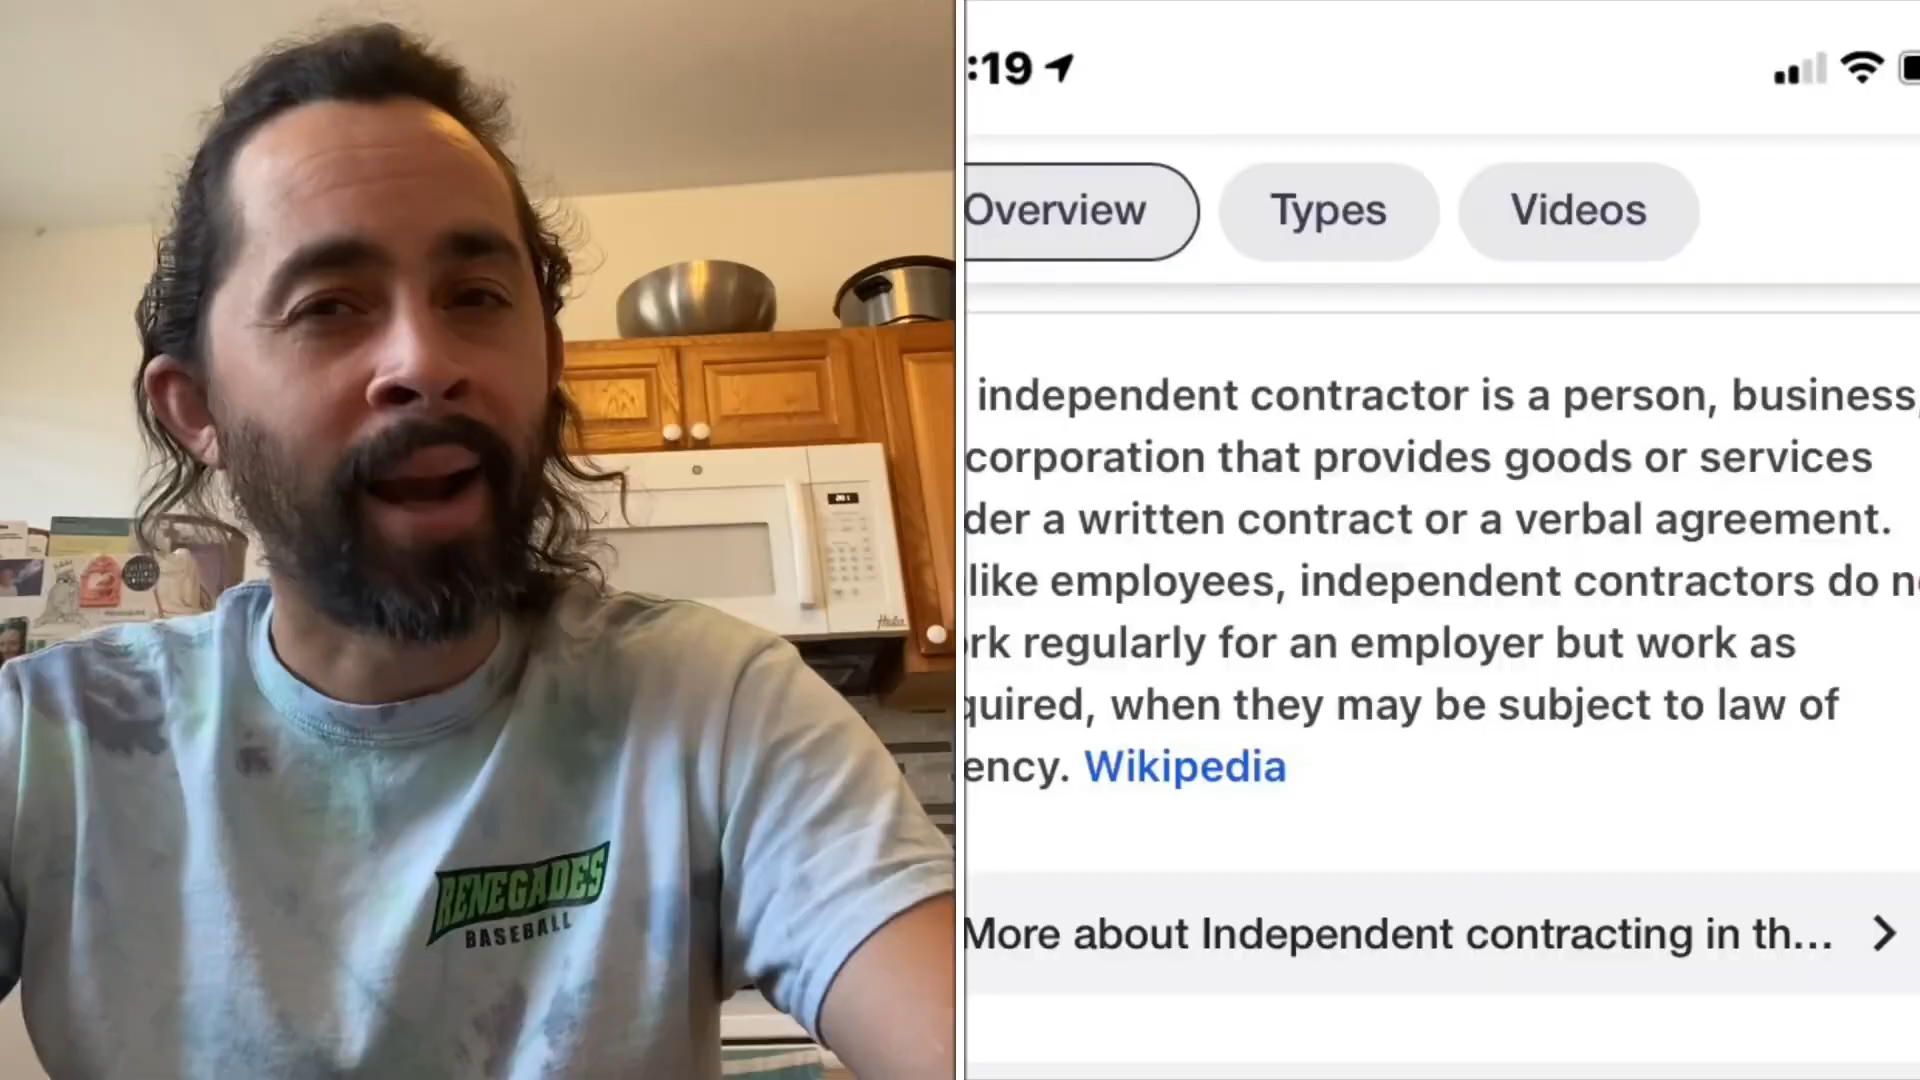 :19
Overview
Types
Videos
independent contractor is a person, business,
corporation that provides goods or services
der a written contract or a verbal agreement.
like employees, independent contractors do n
rk regularly for an employer but work as
quired, when they may be subject to law of
ency. Wikipedia
More about Independent contracting in th...
RENEGADES
BASEBALL